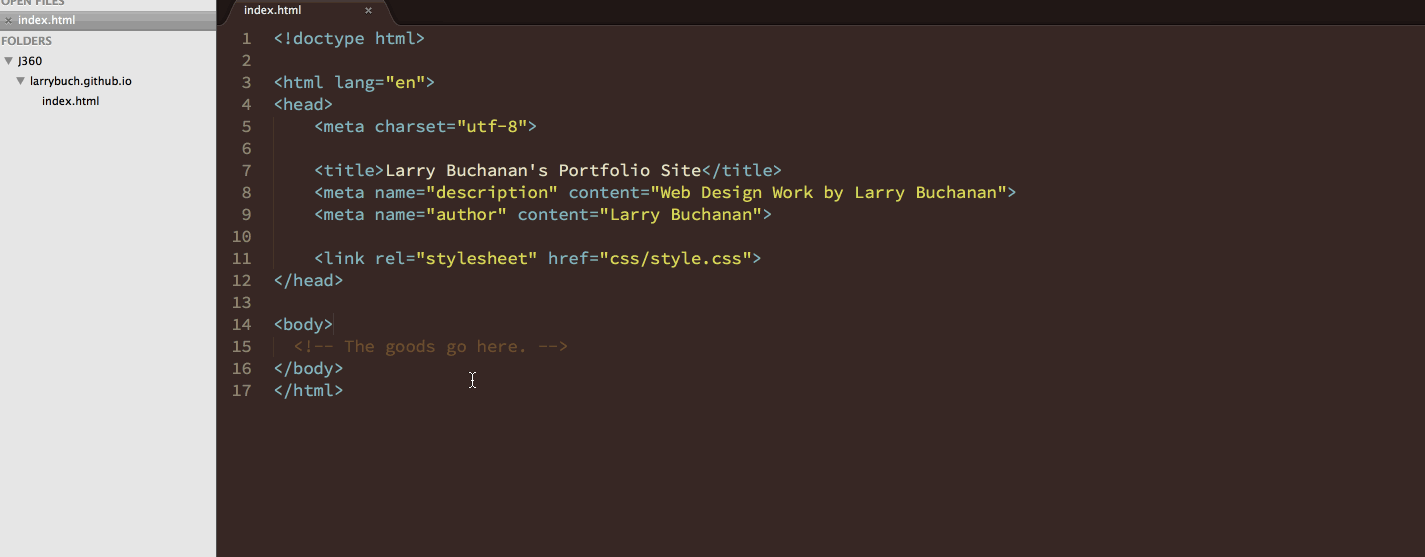 OPEN FILES
× index.html
FOLDERS
J360
larrybuch.github.io
index.html
index.html ×
1 <!doctype html>
2
3 <html lang="en">
4 <head>
5     <meta charset="utf-8">
6
7     <title>Larry Buchanan's Portfolio Site</title>
8     <meta name="description" content="Web Design Work by Larry Buchanan">
9     <meta name="author" content="Larry Buchanan">
10
11     <link rel="stylesheet" href="css/style.css">
12 </head>
13
14 <body>
15   <!-- The goods go here. -->
16 </body>
17 </html>